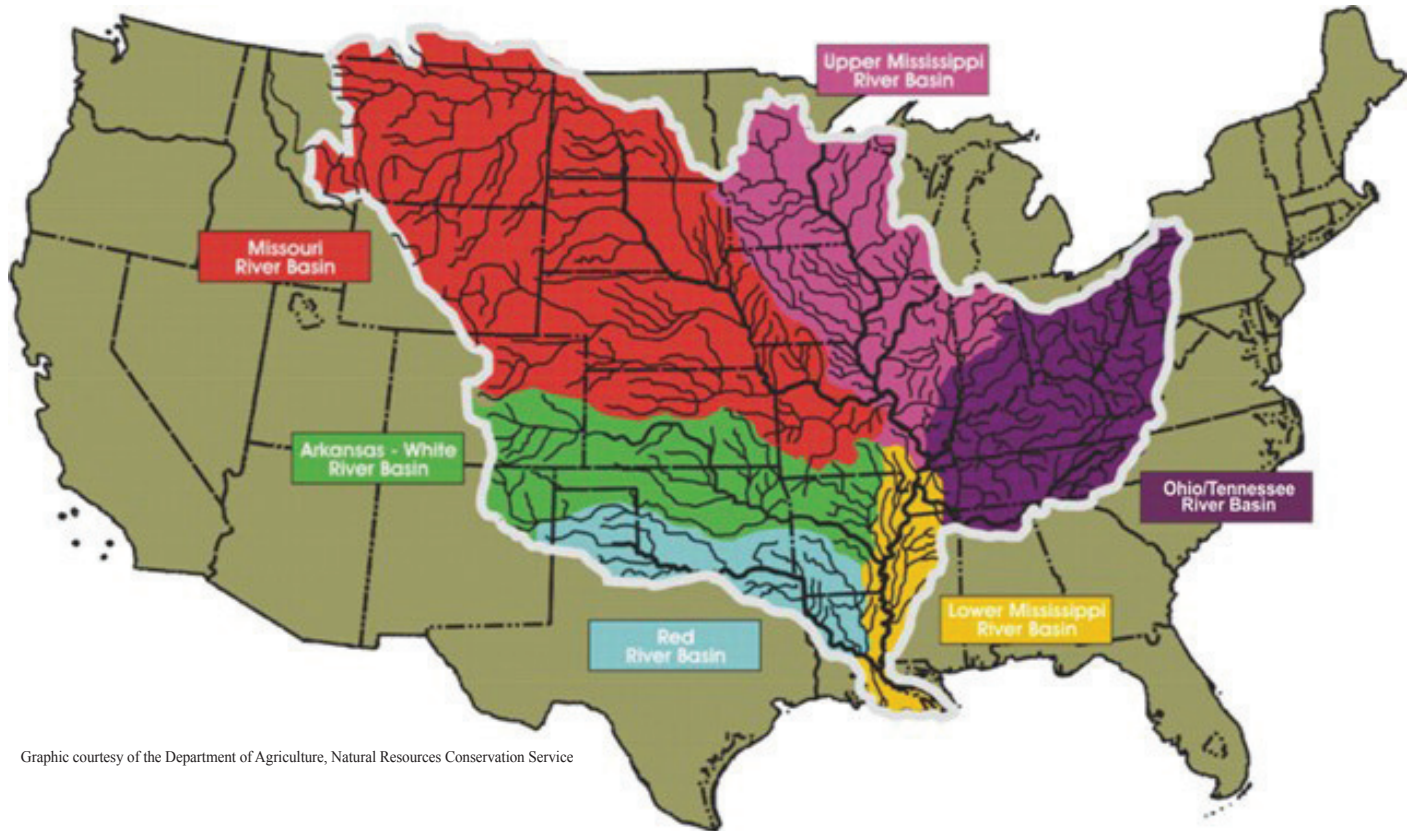 Upper Mississippi
River Basin
Missouri
River Basin
Arkansas - White
River Basin
Ohio/Tennessee
River Basin
Lower Mississippi
River Basin
Red
River Basin
Graphic courtesy of the Department of Agriculture, Natural Resources Conservation Service